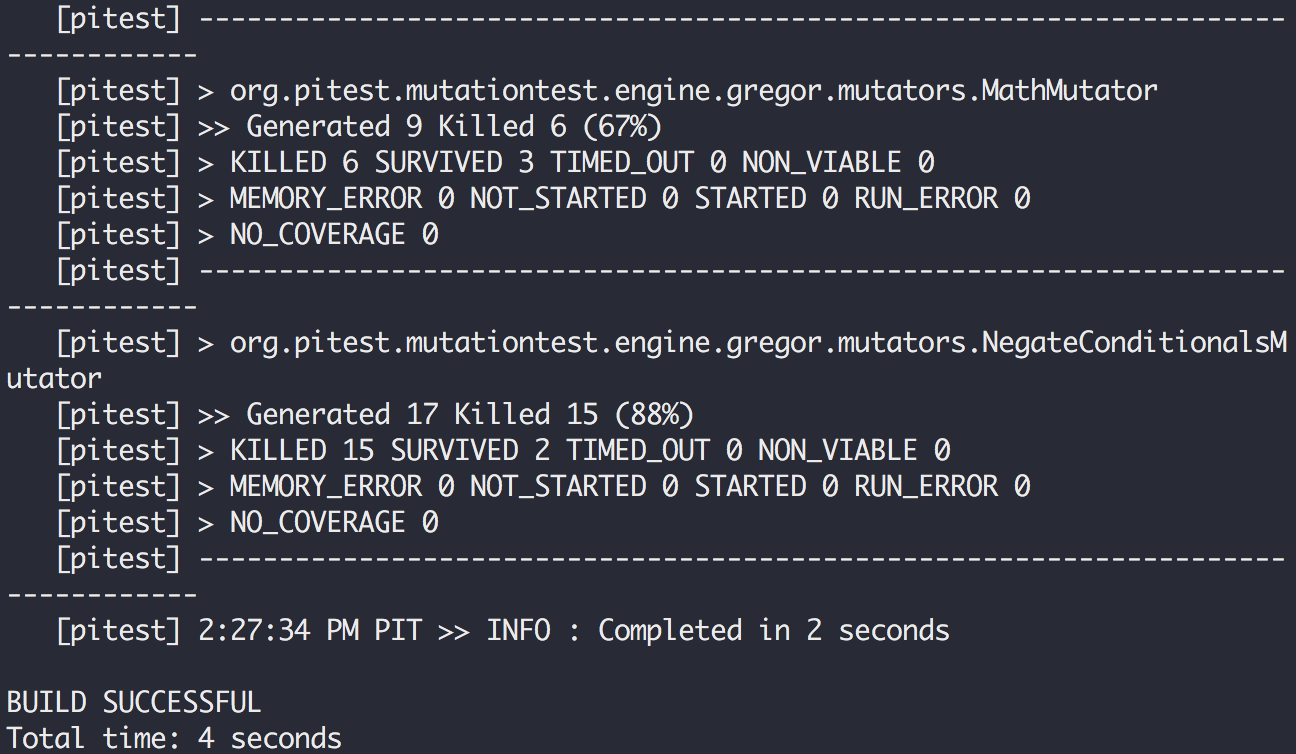 [pitest] --------------------------------------------------------------------
------------
[pitest] > org.pitest.mutationtest.engine.gregor.mutators.MathMutator
[pitest] >> Generated 9 Killed 6 (67%)
[pitest] > KILLED 6 SURVIVED 3 TIMED_OUT 0 NON_VIABLE 0
[pitest] > MEMORY_ERROR 0 NOT_STARTED 0 STARTED 0 RUN_ERROR 0
[pitest] > NO_COVERAGE 0
[pitest] --------------------------------------------------------------------
------------
[pitest] > org.pitest.mutationtest.engine.gregor.mutators.NegateConditionalsM
utator
[pitest] >> Generated 17 Killed 15 (88%)
[pitest] > KILLED 15 SURVIVED 2 TIMED_OUT 0 NON_VIABLE 0
[pitest] > MEMORY_ERROR 0 NOT_STARTED 0 STARTED 0 RUN_ERROR 0
[pitest] > NO_COVERAGE 0
[pitest] --------------------------------------------------------------------
------------
[pitest] 2:27:34 PM PIT >> INFO : Completed in 2 seconds
BUILD SUCCESSFUL
Total time: 4 seconds